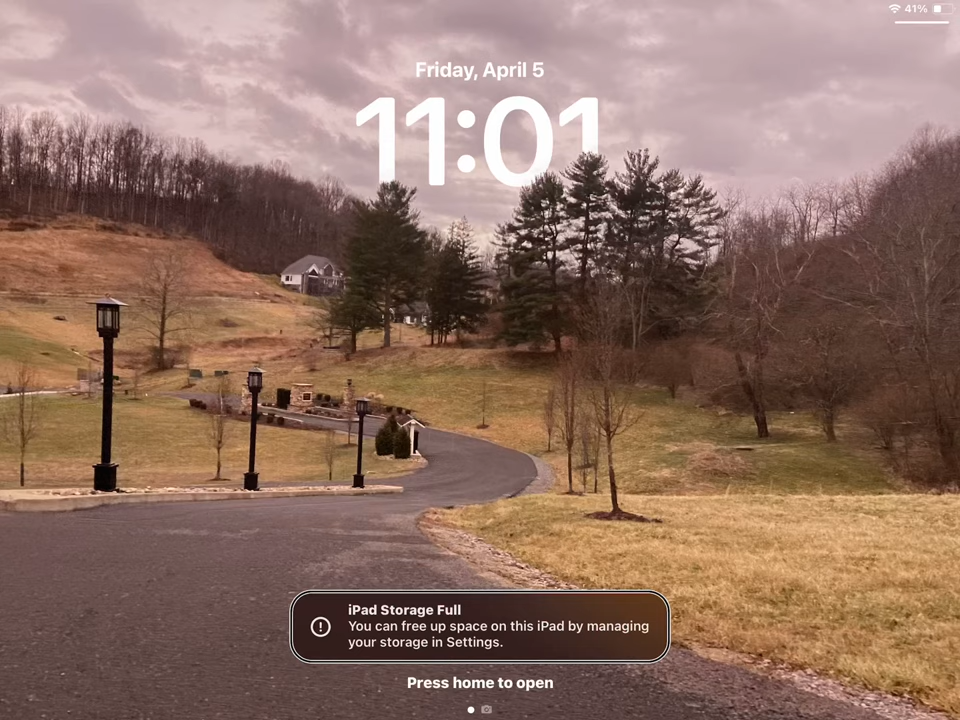 41%
Friday, April 5
11:01
iPad Storage Full
You can free up space on this iPad by managing
your storage in Settings.
Press home to open